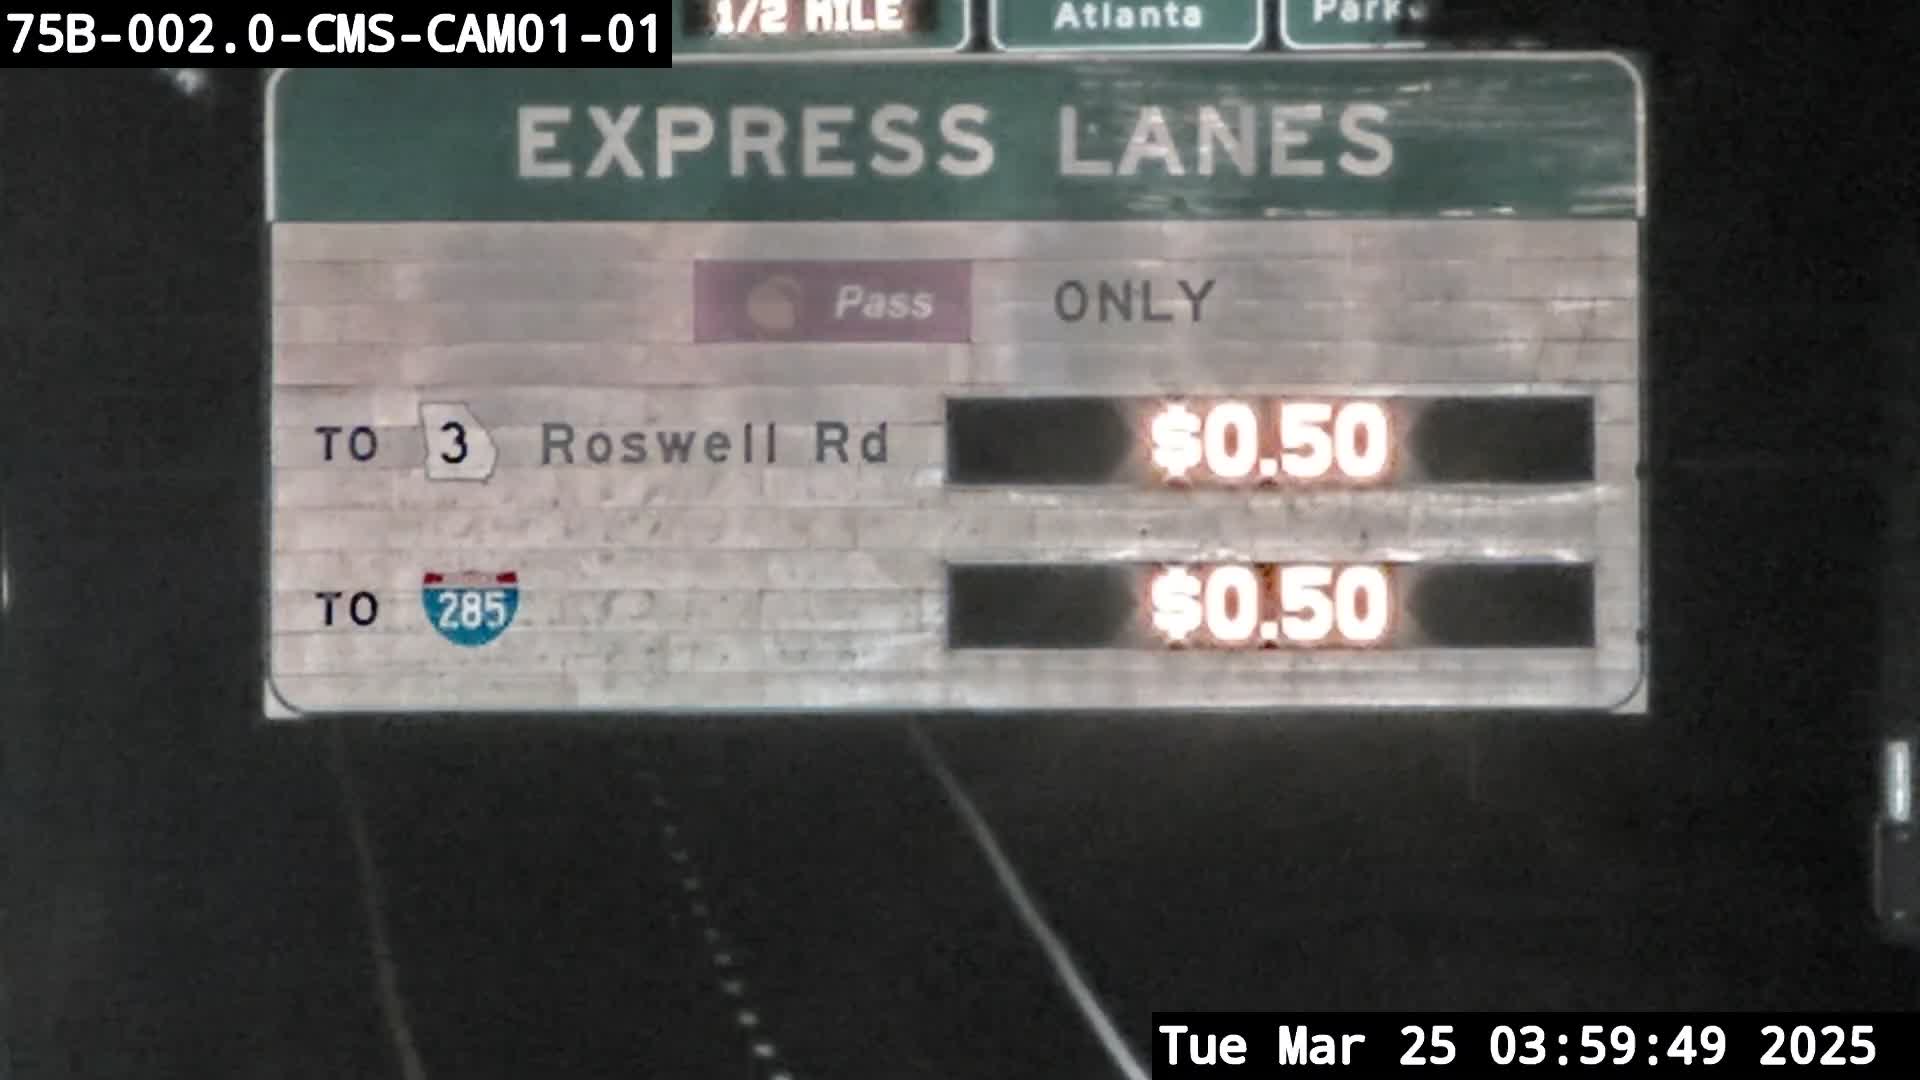 75B-002.0-CMS-CAM01-01
1/2 MILE
Atlanta
EXPRESS LANES
Pass ONLY
TO 3 Roswell Rd $0.50
TO 285 $0.50
Tue Mar 25 03:59:49 2025